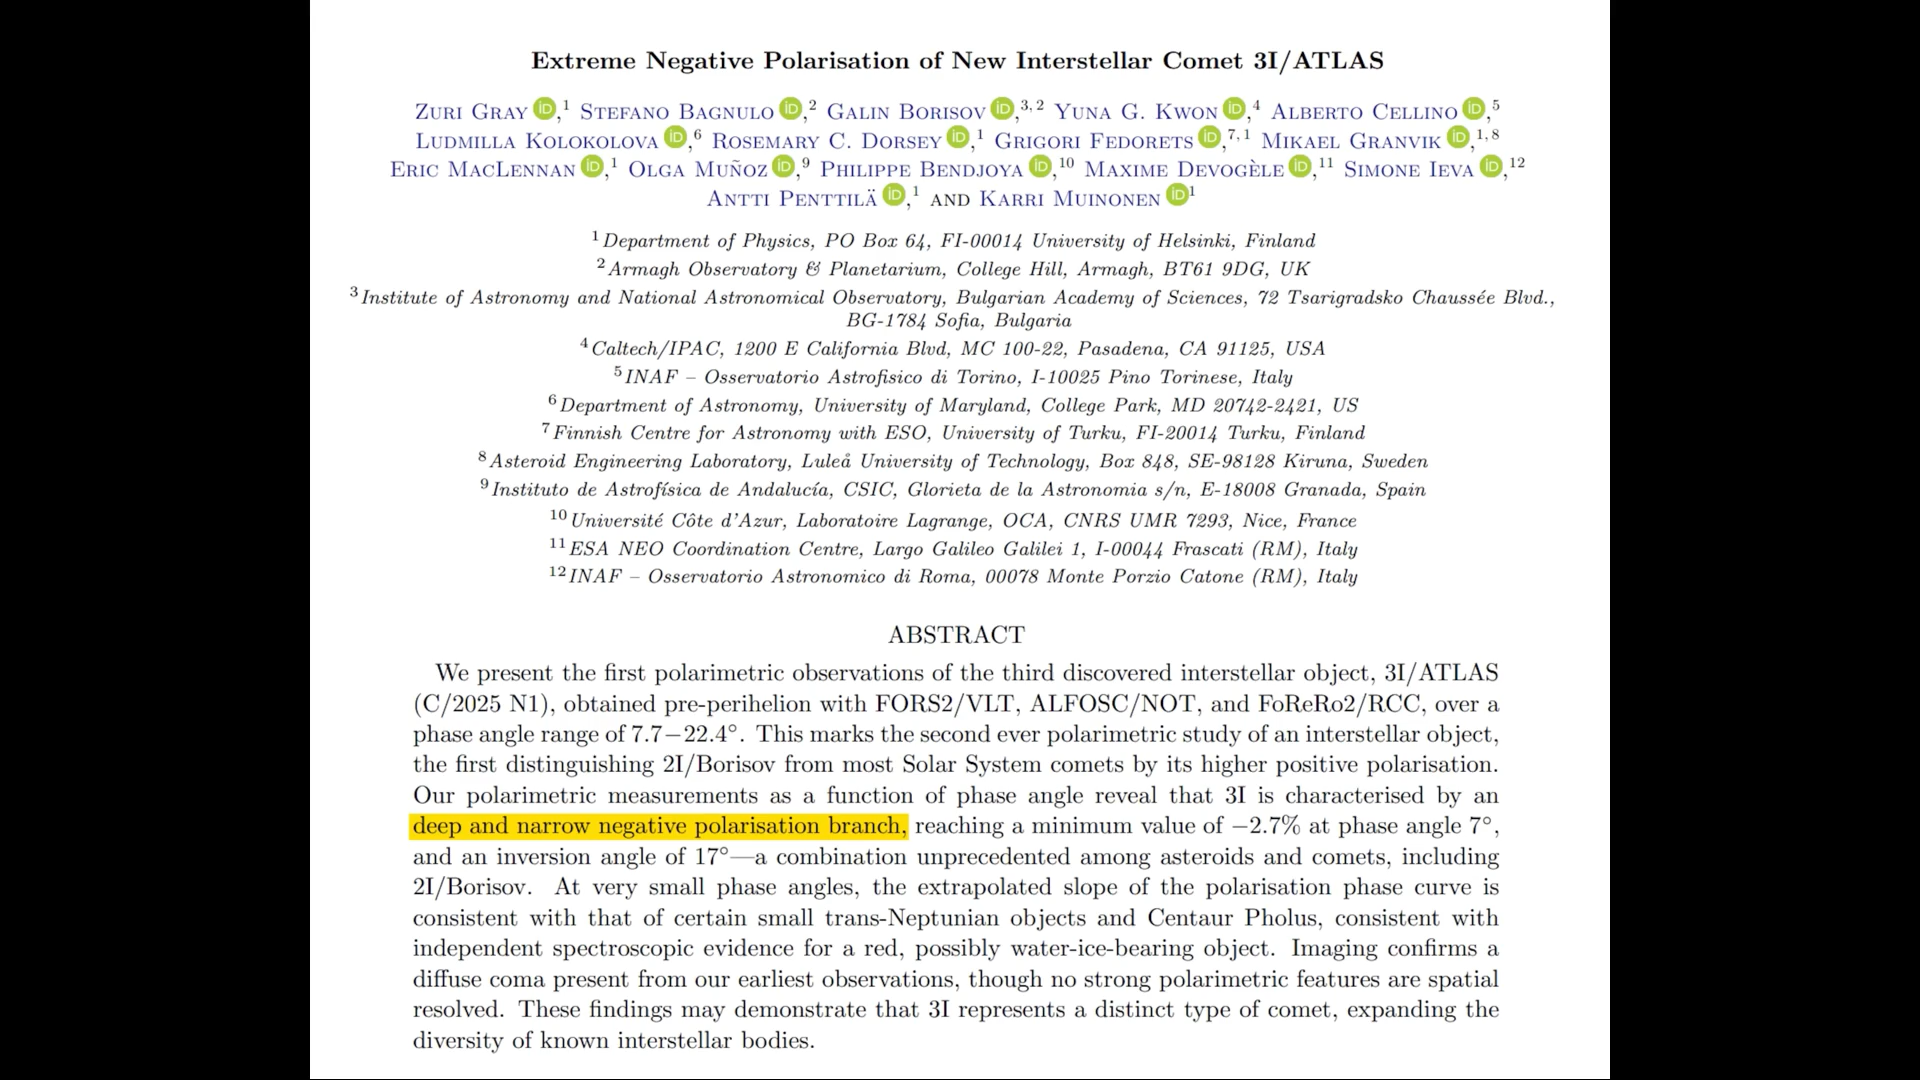 Extreme Negative Polarisation of New Interstellar Comet 3I/ATLAS
Zuri Gray iD,1 Stefano Bagnulo iD,2 Galin Borisov iD,3, 2 Yuna G. Kwon iD,4 Alberto Cellino iD,5
Ludmilla Kolokolova iD,6 Rosemary C. Dorsey iD,1 Grigori Fedorets iD,7, 1 Mikael Granvik iD,1, 8
Eric MacLennan iD,1 Olga Muñoz iD,9 Philippe Bendjoya iD,10 Maxime Devogèle iD,11 Simone Ieva iD,12
Antti Penttilä iD,1 and Karri Muinonen iD1
1Department of Physics, PO Box 64, FI-00014 University of Helsinki, Finland
2Armagh Observatory & Planetarium, College Hill, Armagh, BT61 9DG, UK
3Institute of Astronomy and National Astronomical Observatory, Bulgarian Academy of Sciences, 72 Tsarigradsko Chaussée Blvd.,
BG-1784 Sofia, Bulgaria
4Caltech/IPAC, 1200 E California Blvd, MC 100-22, Pasadena, CA 91125, USA
5INAF – Osservatorio Astrofisico di Torino, I-10025 Pino Torinese, Italy
6Department of Astronomy, University of Maryland, College Park, MD 20742-2421, US
7Finnish Centre for Astronomy with ESO, University of Turku, FI-20014 Turku, Finland
8Asteroid Engineering Laboratory, Luleå University of Technology, Box 848, SE-98128 Kiruna, Sweden
9Instituto de Astrofísica de Andalucía, CSIC, Glorieta de la Astronomia s/n, E-18008 Granada, Spain
10Université Côte d'Azur, Laboratoire Lagrange, OCA, CNRS UMR 7293, Nice, France
11ESA NEO Coordination Centre, Largo Galileo Galilei 1, I-00044 Frascati (RM), Italy
12INAF – Osservatorio Astronomico di Roma, 00078 Monte Porzio Catone (RM), Italy
ABSTRACT
We present the first polarimetric observations of the third discovered interstellar object, 3I/ATLAS
(C/2025 N1), obtained pre-perihelion with FORS2/VLT, ALFOSC/NOT, and FoReRo2/RCC, over a
phase angle range of 7.7−22.4°. This marks the second ever polarimetric study of an interstellar object,
the first distinguishing 2I/Borisov from most Solar System comets by its higher positive polarisation.
Our polarimetric measurements as a function of phase angle reveal that 3I is characterised by an
deep and narrow negative polarisation branch, reaching a minimum value of −2.7% at phase angle 7°,
and an inversion angle of 17°—a combination unprecedented among asteroids and comets, including
2I/Borisov. At very small phase angles, the extrapolated slope of the polarisation phase curve is
consistent with that of certain small trans-Neptunian objects and Centaur Pholus, consistent with
independent spectroscopic evidence for a red, possibly water-ice-bearing object. Imaging confirms a
diffuse coma present from our earliest observations, though no strong polarimetric features are spatial
resolved. These findings may demonstrate that 3I represents a distinct type of comet, expanding the
diversity of known interstellar bodies.